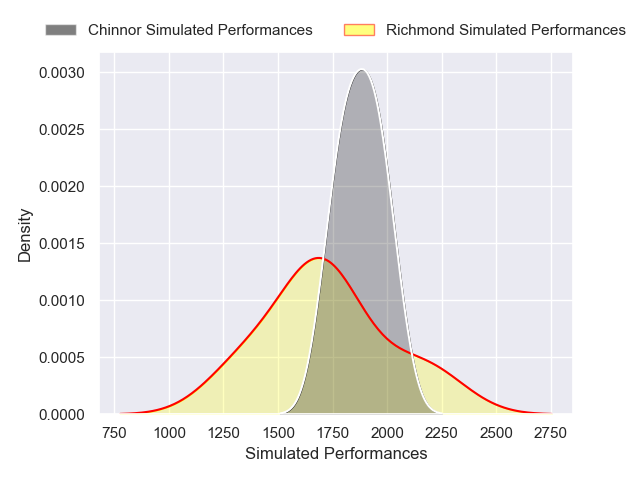 Chinnor Simulated Performances Richmond Simulated Performances
0.0030
0.0025
0.0020
0.0015
0.0010
0.0005
0.0000
Density
750 1000 1250 1500 1750 2000 2250 2500 2750
Simulated Performances